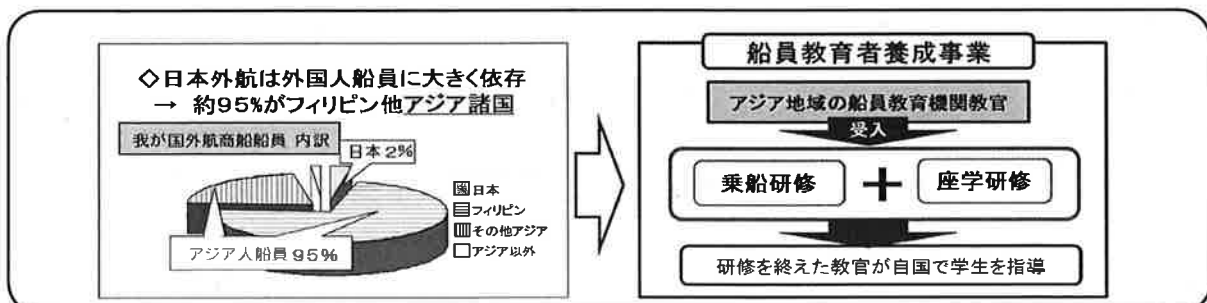 ◇日本外航は外国人船員に大きく依存
→ 約95%がフィリピン他アジア諸国
我が国外航商船船員 内訳
日本2%
日本
フィリピン
その他アジア
アジア以外
アジア人船員95%
船員教育者養成事業
アジア地域の船員教育機関教官
受入
乗船研修
＋
座学研修
研修を終えた教官が自国で学生を指導